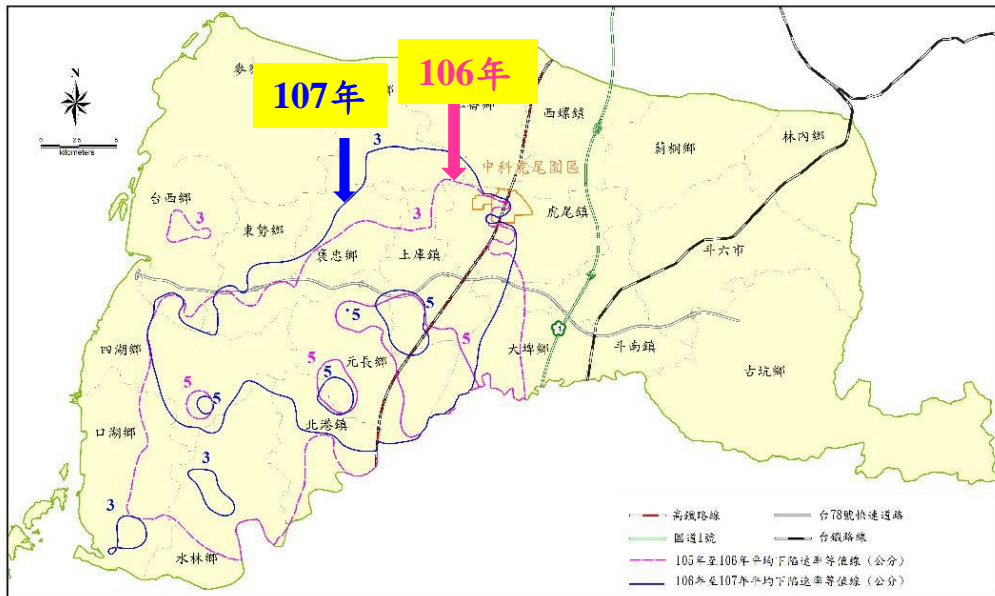 107年
106年
N
0
2.5
5
kilometers
西螺鎮
林內鄉
莿桐鄉
3
中科虎尾園區
台西鄉
3
虎尾鎮
東勢鄉
3
褒忠鄉
土庫鎮
斗六市
5
5
四湖鄉
元長鄉
大埤鄉
斗南鎮
5
5
5
5
古坑鄉
5
口湖鄉
北港鎮
3
3
水林鄉
1
高鐵路線
台78號快速道路
國道1號
台鐵路線
105年至106年平均下陷速率等值線（公分）
106年至107年平均下陷速率等值線（公分）